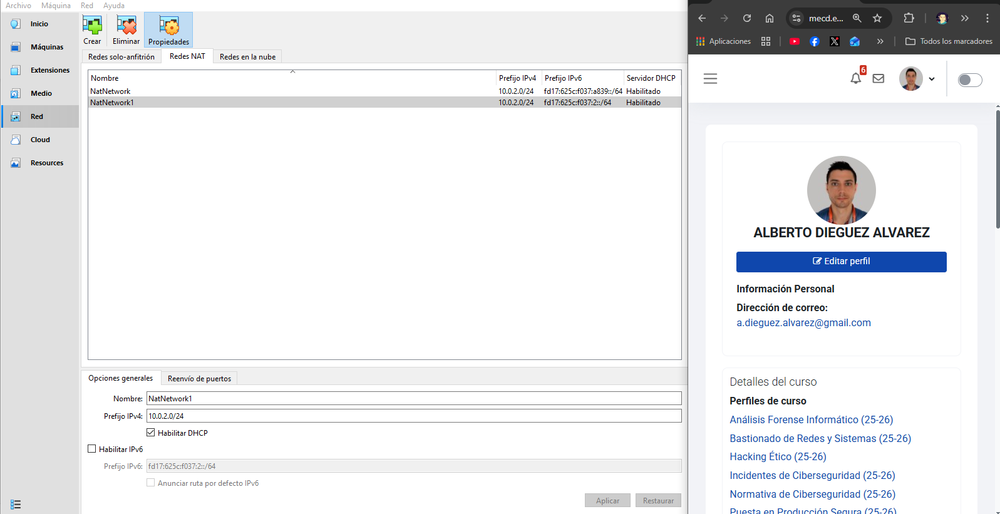 Archivo Máquina Red Ayuda
Inicio
Máquinas
Extensiones
Medio
Red
Cloud
Resources
Crear Eliminar Propiedades
Redes solo-anfitrión Redes NAT Redes en la nube
Nombre Prefijo IPv4 Prefijo IPv6 Servidor DHCP
NatNetwork 10.0.2.0/24 fd17:625c:f037:a839::/64 Habilitado
NatNetwork1 10.0.2.0/24 fd17:625c:f037:2::/64 Habilitado
Opciones generales Reenvío de puertos
Nombre: NatNetwork1
Prefijo IPv4: 10.0.2.0/24
Habilitar DHCP
Habilitar IPv6
Prefijo IPv6: fd17:625c:f037:2::/64
Anunciar ruta por defecto IPv6
Aplicar Restaurar
mecd.e...
Aplicaciones Todos los marcadores
6
ALBERTO DIEGUEZ ALVAREZ
Editar perfil
Información Personal
Dirección de correo:
a.dieguez.alvarez@gmail.com
Detalles del curso
Perfiles de curso
Análisis Forense Informático (25-26)
Bastionado de Redes y Sistemas (25-26)
Hacking Ético (25-26)
Incidentes de Ciberseguridad (25-26)
Normativa de Ciberseguridad (25-26)
Puesta en Producción Segura (25-26)